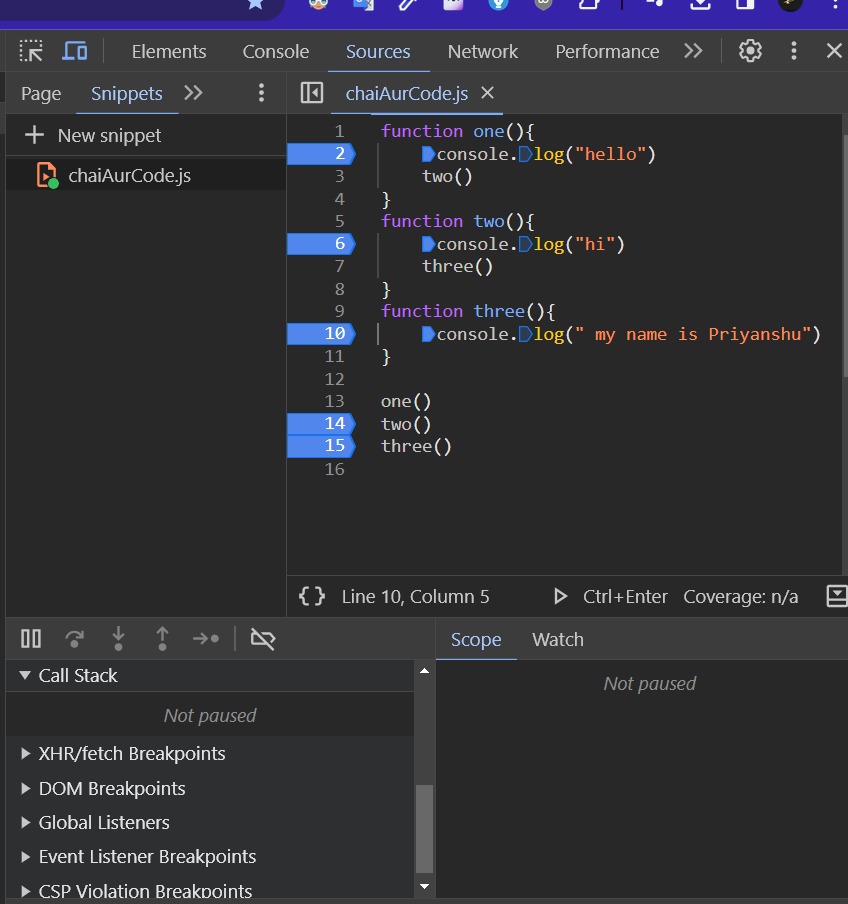 Elements Console Sources Network Performance
Page Snippets
chaiAurCode.js
New snippet
chaiAurCode.js
1 function one(){
2 console.log("hello")
3 two()
4 }
5 function two(){
6 console.log("hi")
7 three()
8 }
9 function three(){
10 console.log(" my name is Priyanshu")
11 }
12
13 one()
14 two()
15 three()
16
{} Line 10, Column 5 Ctrl+Enter Coverage: n/a
Scope Watch
Call Stack
Not paused
Not paused
XHR/fetch Breakpoints
DOM Breakpoints
Global Listeners
Event Listener Breakpoints
CSP Violation Breakpoints